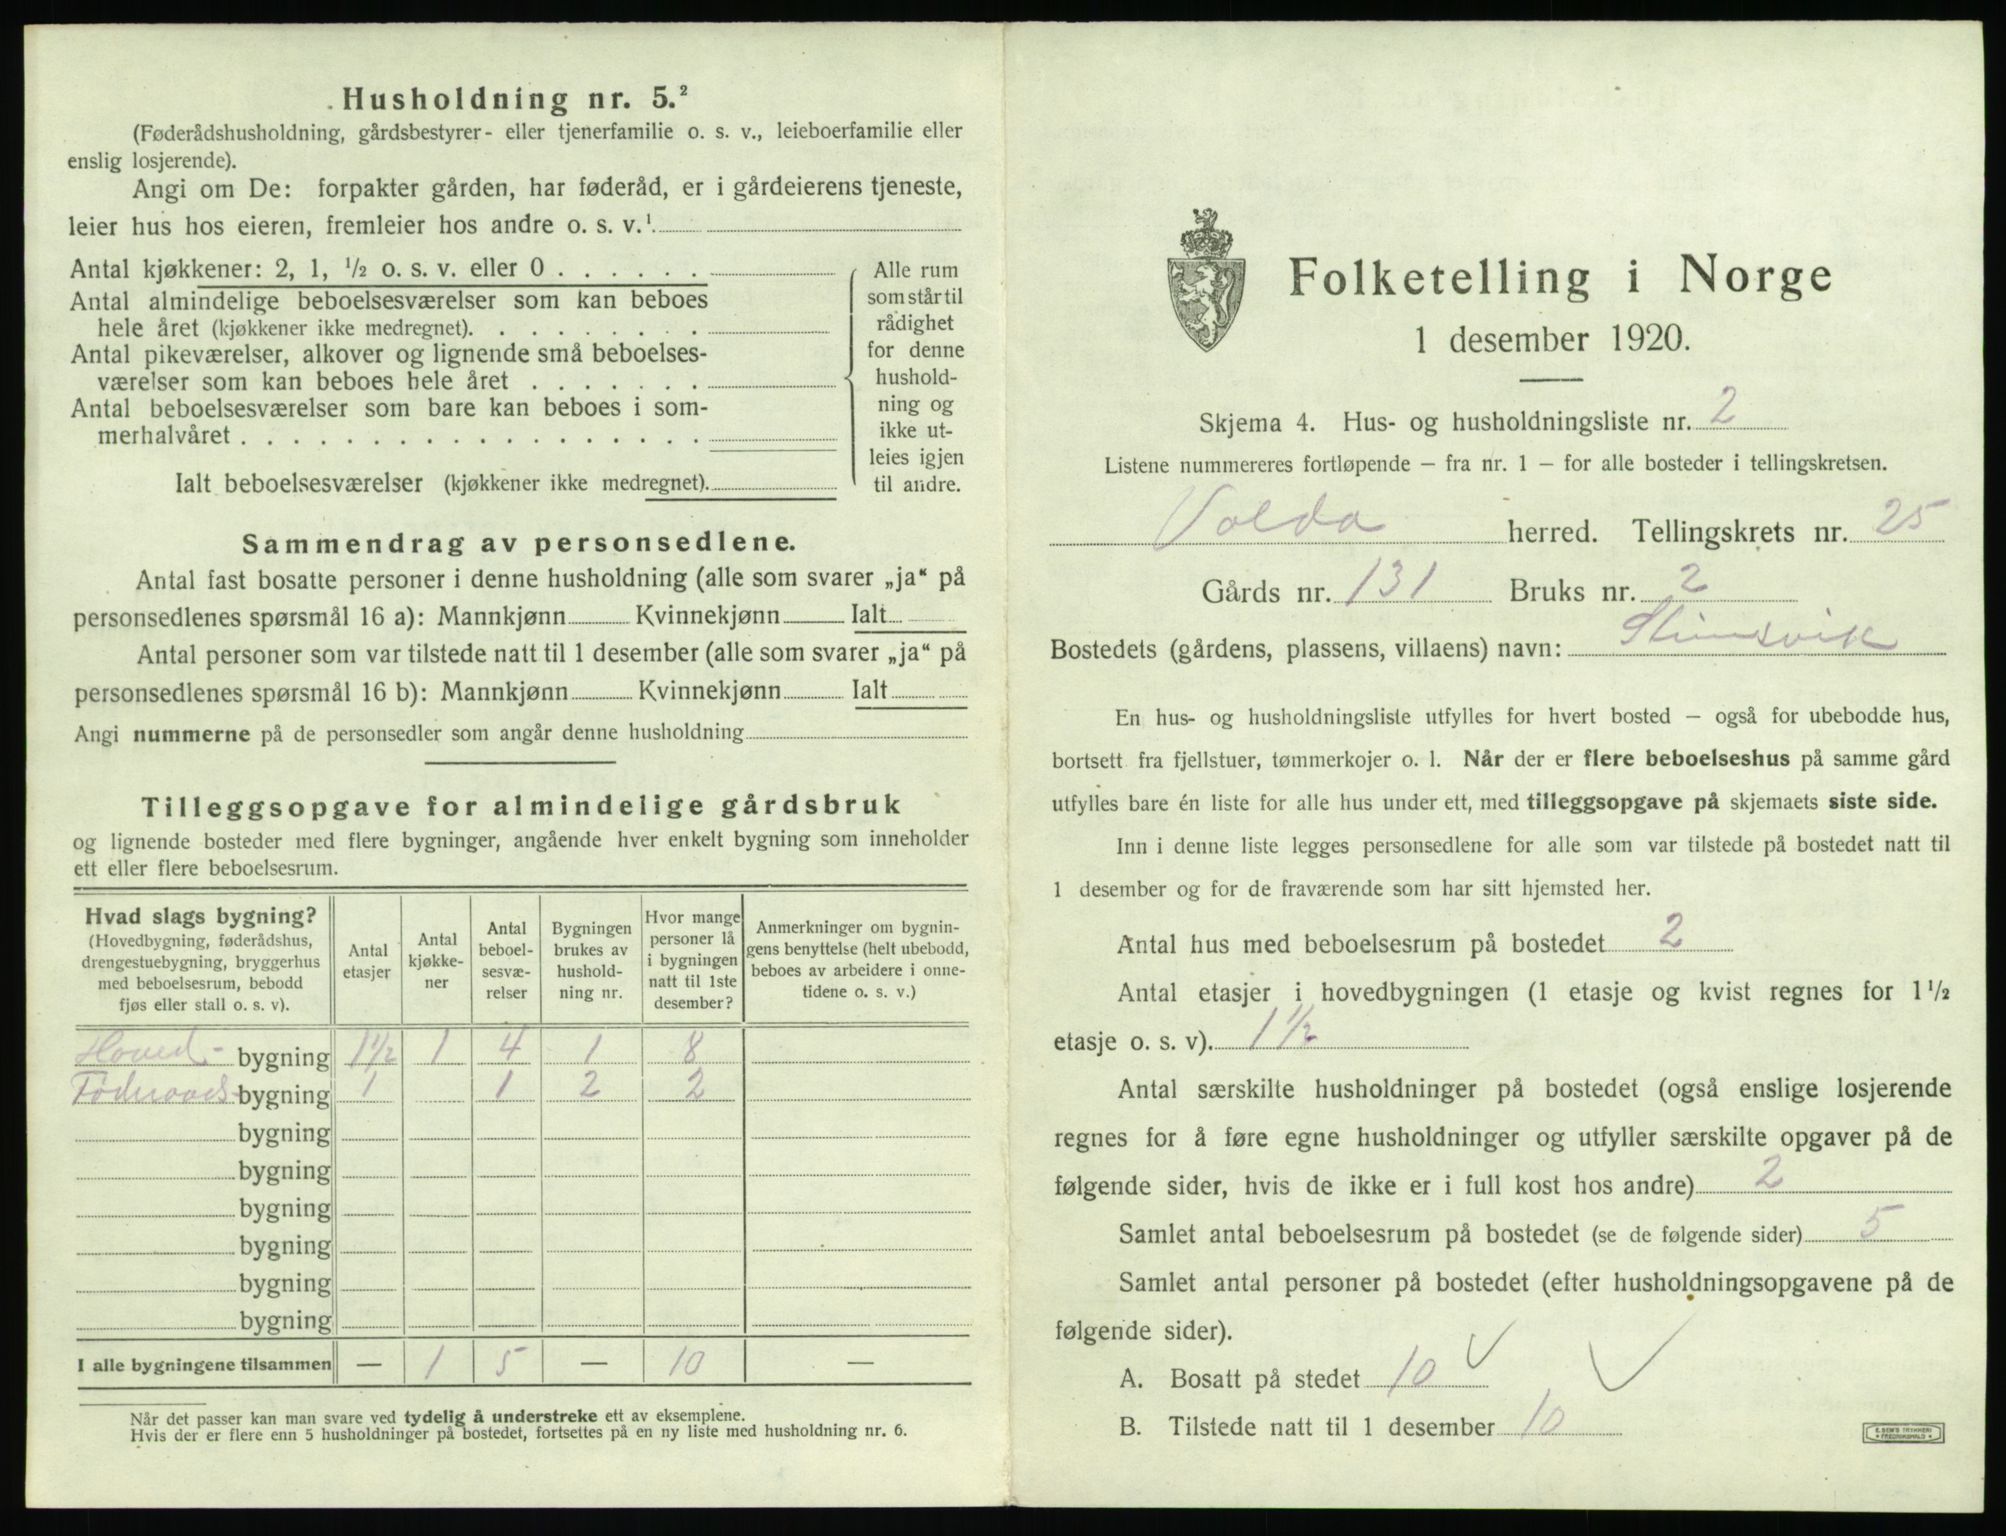 Husholdning nr. 5.²
(Føderådshusholdning, gårdsbestyrer- eller tjenerfamilie o. s. v., leieboerfamilie eller
enslig losjerende).
Angi om De: forpakter gården, har føderåd, er i gårdeierens tjeneste,
leier hus hos eieren, fremleier hos andre o. s. v.¹
Antal kjøkkener: 2, 1, ½ o. s. v. eller 0 . . . . . .
Antal almindelige beboelsesværelser som kan beboes
hele året (kjøkkener ikke medregnet). . . . . . . . .
Antal pikeværelser, alkover og lignende små beboelses-
værelser som kan beboes hele året . . . . . . .
Antal beboelsesværelser som bare kan beboes i som-
merhalvåret . . . . . . . . . . . . . . . . . .
Ialt beboelsesværelser (kjøkkener ikke medregnet).
Alle rum
som står til
rådighet
for denne
hushold-
ning og
ikke ut-
leies igjen
til andre.
Sammendrag av personsedlene.
Antal fast bosatte personer i denne husholdning (alle som svarer „ja“ på
personsedlenes spørsmål 16 a): Mannkjønn Kvinnekjønn Ialt
Antal personer som var tilstede natt til 1 desember (alle som svarer „ja“ på
personsedlenes spørsmål 16 b): Mannkjønn Kvinnekjønn Ialt
Angi nummerne på de personsedler som angår denne husholdning
Tilleggsopgave for almindelige gårdsbruk
og lignende bosteder med flere bygninger, angående hver enkelt bygning som inneholder
ett eller flere beboelsesrum.
Hvad slags bygning?
(Hovedbygning, føderådshus,
drengestuebygning, bryggerhus
med beboelsesrum, bebodd
fjøs eller stall o. s. v).
Antal
etasjer
Antal
kjøkke-
ner
Antal
beboel-
sesvæ-
relser
Bygningen
brukes av
hushold-
ning nr.
Hvor mange
personer lå
i bygningen
natt til 1ste
desember?
Anmerkninger om bygnin-
gens benyttelse (helt ubebodd,
beboes av arbeidere i onne-
tidene o. s. v.)
Hoved- bygning 1½ 1 4 1 8
Føderaads- bygning 1 1 2 2
bygning
bygning
bygning
bygning
bygning
bygning
I alle bygningene tilsammen — 1 5 — 10 —
Når det passer kan man svare ved tydelig å understreke ett av eksemplene.
Hvis der er flere enn 5 husholdninger på bostedet, fortsettes på en ny liste med husholdning nr. 6.
Folketelling i Norge
1 desember 1920.
Skjema 4. Hus- og husholdningsliste nr. 2
Listene nummereres fortløpende – fra nr. 1 – for alle bosteder i tellingskretsen.
Volda herred. Tellingskrets nr. 25
Gårds nr. 131 Bruks nr. 2
Bostedets (gårdens, plassens, villaens) navn:
En hus- og husholdningsliste utfylles for hvert bosted – også for ubebodde hus,
bortsett fra fjellstuer, tømmerkojer o. l. Når der er flere beboelseshus på samme gård
utfylles bare én liste for alle hus under ett, med tilleggsopgave på skjemaets siste side.
Inn i denne liste legges personsedlene for alle som var tilstede på bostedet natt til
1 desember og for de fraværende som har sitt hjemsted her.
Antal hus med beboelsesrum på bostedet 2
Antal etasjer i hovedbygningen (1 etasje og kvist regnes for 1½
etasje o. s. v). 1½
Antal særskilte husholdninger på bostedet (også enslige losjerende
regnes for å føre egne husholdninger og utfyller særskilte opgaver på de
følgende sider, hvis de ikke er i full kost hos andre) 2
Samlet antal beboelsesrum på bostedet (se de følgende sider) 5
Samlet antal personer på bostedet (efter husholdningsopgavene på de
følgende sider).
A. Bosatt på stedet 10 ✓ ✓
B. Tilstede natt til 1 desember 10
E. SEM'S TRYKKERI
FREDRIKSHALD